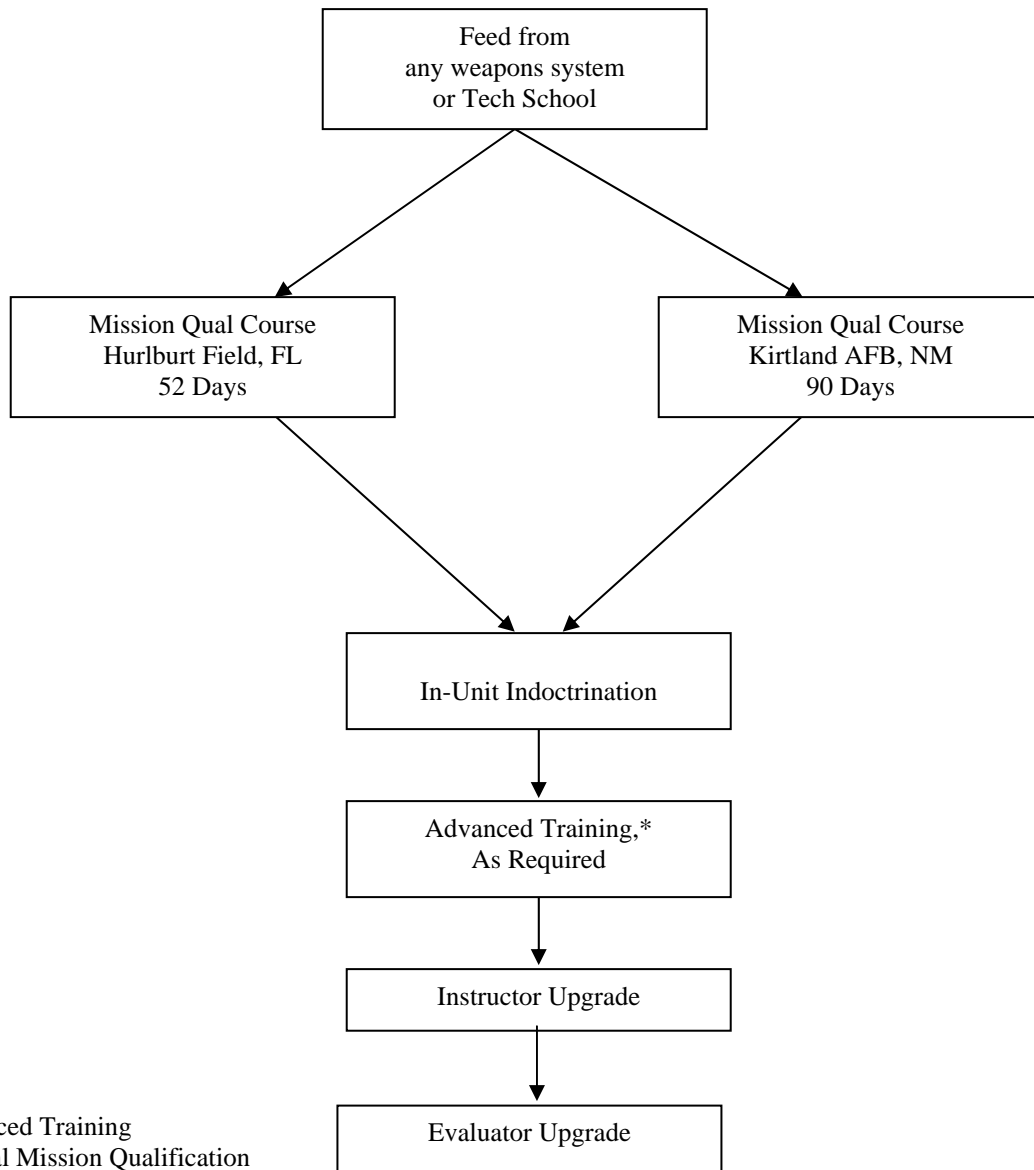 Feed from
any weapons system
or Tech School
Mission Qual Course
Hurlburt Field, FL
52 Days
Mission Qual Course
Kirtland AFB, NM
90 Days
In-Unit Indoctrination
Advanced Training,*
As Required
Instructor Upgrade
Evaluator Upgrade
ced Training
al Mission Qualification